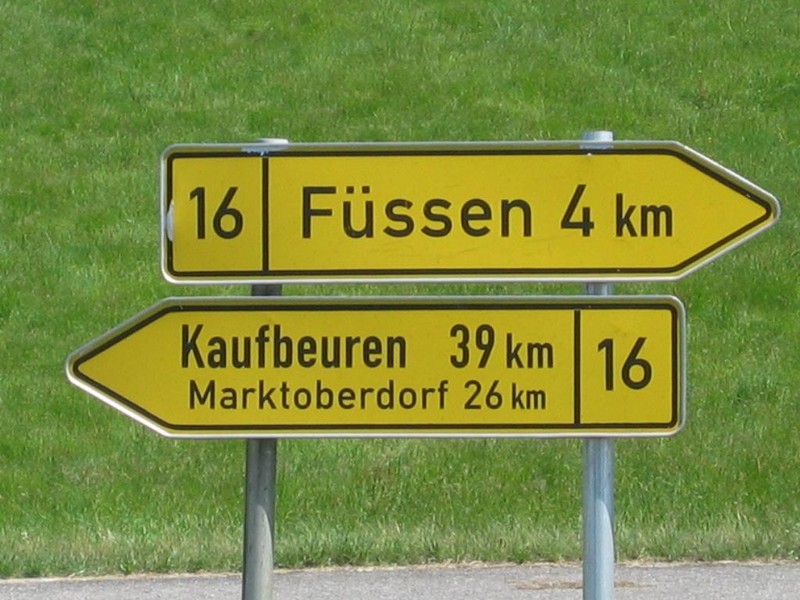 16 Füssen 4 km
Kaufbeuren 39 km 16
Marktoberdorf 26 km